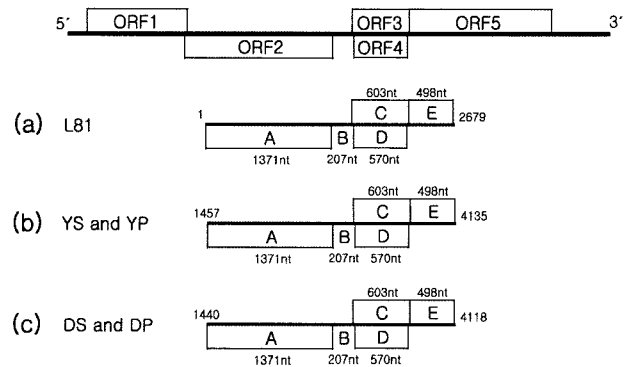 5´ ORF1 ORF3 ORF5 3´
ORF2 ORF4
603nt 498nt
(a) L81 1 C E 2679
A B D
1371nt 207nt 570nt
603nt 498nt
(b) YS and YP 1457 C E 4135
A B D
1371nt 207nt 570nt
603nt 498nt
(c) DS and DP 1440 C E 4118
A B D
1371nt 207nt 570nt